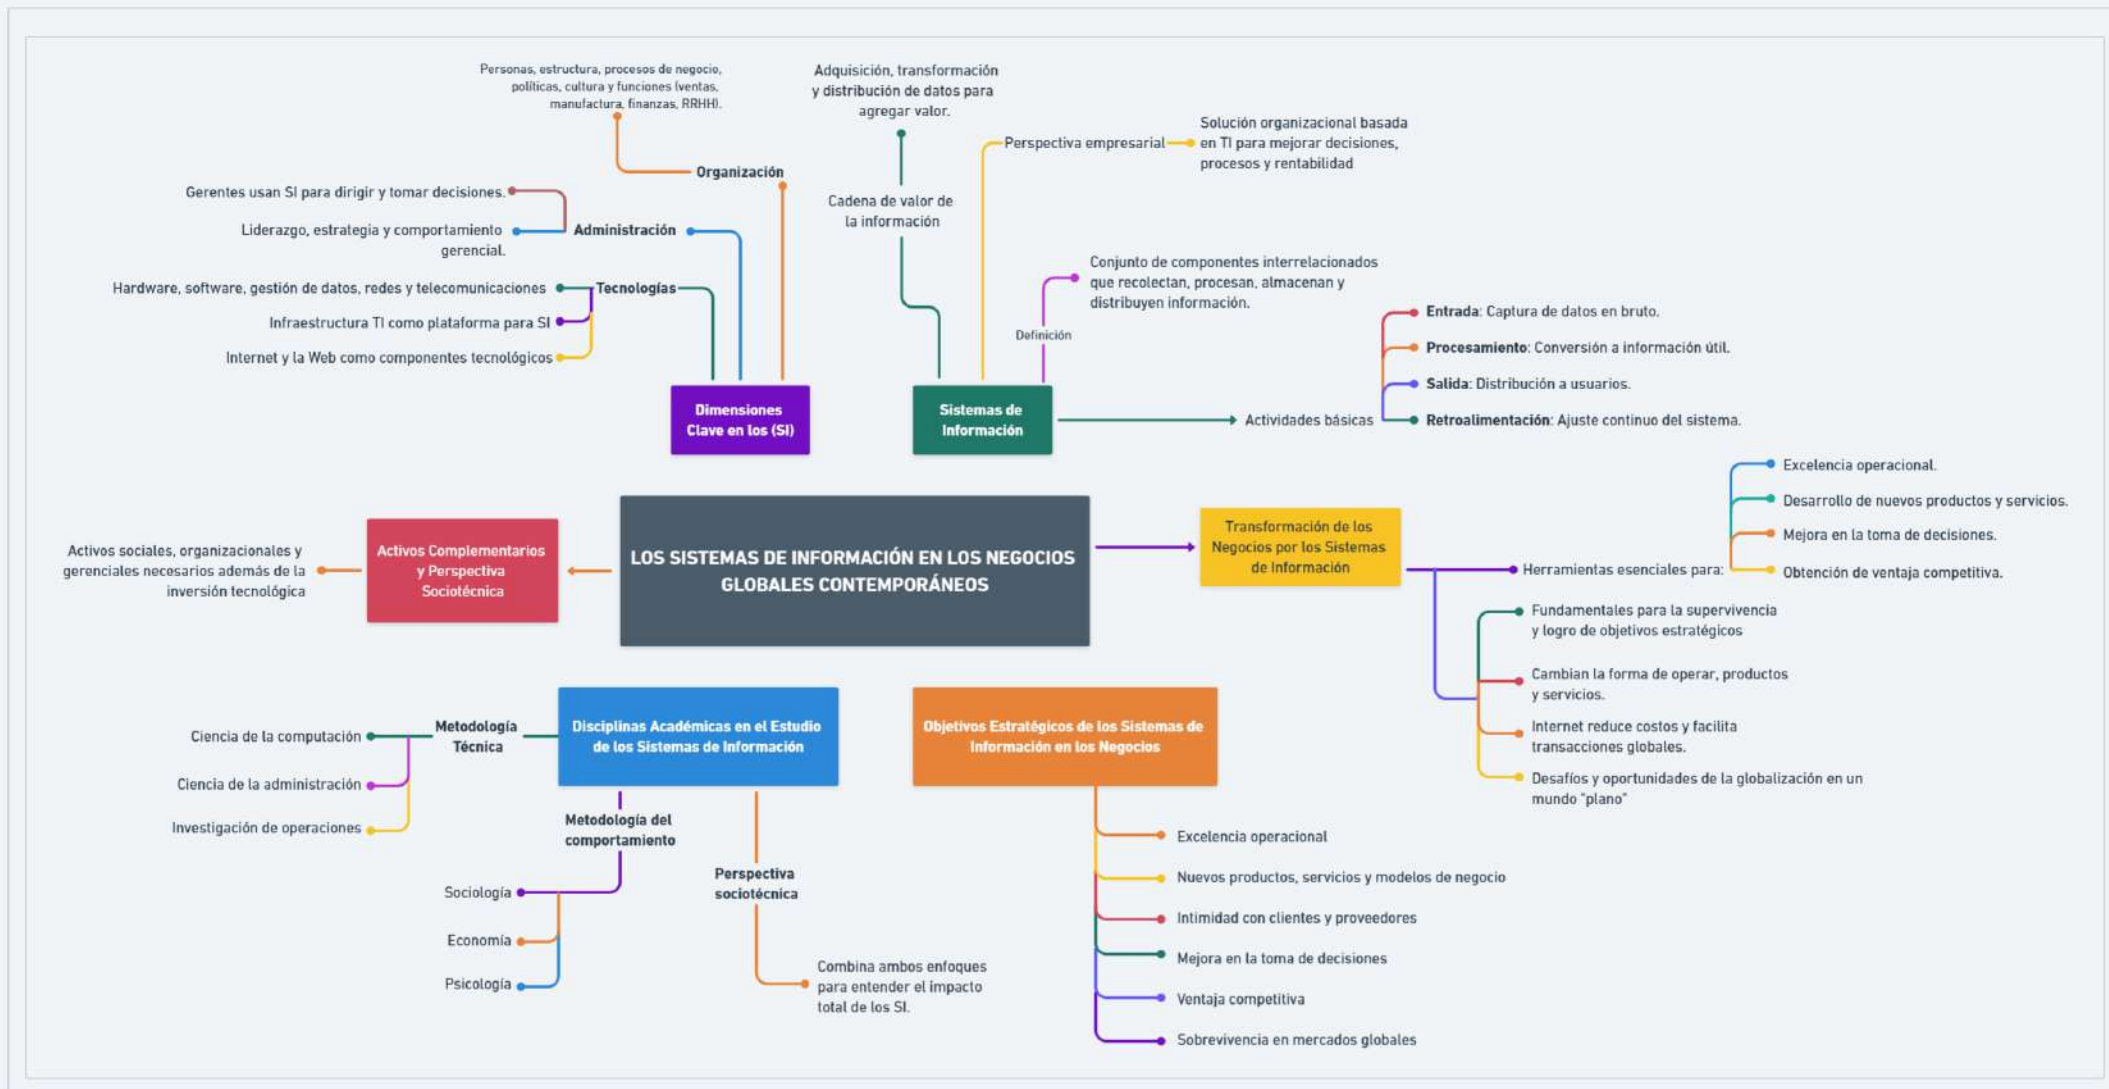 Personas, estructura, procesos de negocio,
políticas, cultura y funciones (ventas,
manufactura, finanzas, RRHH).
Organización
Gerentes usan SI para dirigir y tomar decisiones.
Liderazgo, estrategia y comportamiento
gerencial.
Administración
Hardware, software, gestión de datos, redes y telecomunicaciones
Tecnologías
Infraestructura TI como plataforma para SI
Internet y la Web como componentes tecnológicos
Dimensiones
Clave en los (SI)
Adquisición, transformación
y distribución de datos para
agregar valor.
Cadena de valor de
la información
Perspectiva empresarial
Solución organizacional basada
en TI para mejorar decisiones,
procesos y rentabilidad
Conjunto de componentes interrelacionados
que recolectan, procesan, almacenan y
distribuyen información.
Definición
Sistemas de
Información
Actividades básicas
Entrada: Captura de datos en bruto.
Procesamiento: Conversión a información útil.
Salida: Distribución a usuarios.
Retroalimentación: Ajuste continuo del sistema.
Activos sociales, organizacionales y
gerenciales necesarios además de la
inversión tecnológica
Activos Complementarios
y Perspectiva
Sociotécnica
LOS SISTEMAS DE INFORMACIÓN EN LOS NEGOCIOS
GLOBALES CONTEMPORÁNEOS
Transformación de los
Negocios por los Sistemas
de Información
Herramientas esenciales para:
Excelencia operacional.
Desarrollo de nuevos productos y servicios.
Mejora en la toma de decisiones.
Obtención de ventaja competitiva.
Fundamentales para la supervivencia
y logro de objetivos estratégicos
Cambian la forma de operar, productos
y servicios.
Internet reduce costos y facilita
transacciones globales.
Desafíos y oportunidades de la globalización en un
mundo "plano"
Disciplinas Académicas en el Estudio
de los Sistemas de Información
Metodología
Técnica
Ciencia de la computación
Ciencia de la administración
Investigación de operaciones
Metodología del
comportamiento
Sociología
Economía
Psicología
Perspectiva
sociotécnica
Combina ambos enfoques
para entender el impacto
total de los SI.
Objetivos Estratégicos de los Sistemas de
Información en los Negocios
Excelencia operacional
Nuevos productos, servicios y modelos de negocio
Intimidad con clientes y proveedores
Mejora en la toma de decisiones
Ventaja competitiva
Sobrevivencia en mercados globales